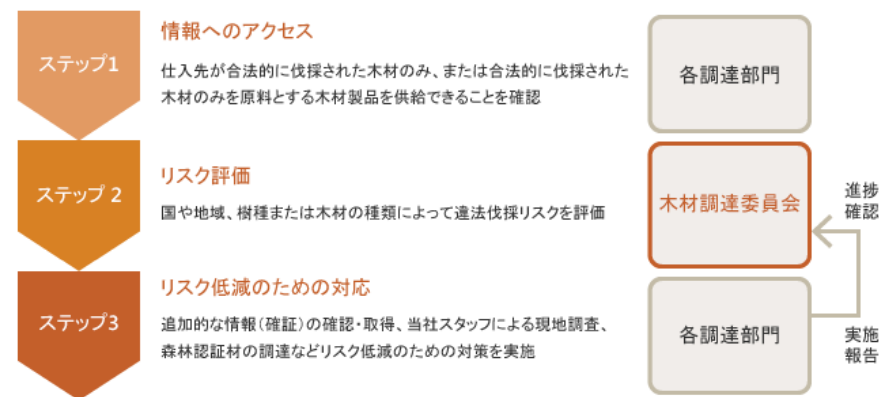 ステップ1
情報へのアクセス
仕入先が合法的に伐採された木材のみ、または合法的に伐採された
木材のみを原料とする木材製品を供給できることを確認
各調達部門
ステップ 2
リスク評価
国や地域、樹種または木材の種類によって違法伐採リスクを評価
木材調達委員会
進捗
確認
ステップ3
リスク低減のための対応
追加的な情報（確証）の確認・取得、当社スタッフによる現地調査、
森林認証材の調達などリスク低減のための対策を実施
各調達部門
実施
報告